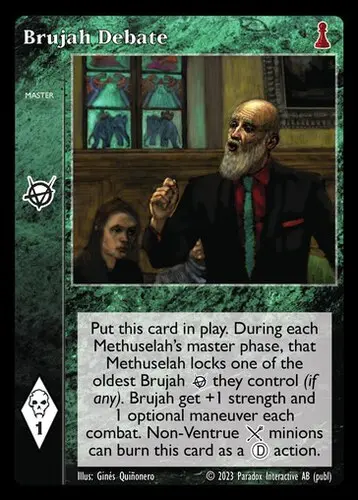 Brujah Debate
MASTER
Put this card in play. During each
Methuselah's master phase, that
Methuselah locks one of the
oldest Brujah they control (if
any). Brujah get +1 strength and
1 optional maneuver each
combat. Non-Ventrue minions
can burn this card as a D action.
1
Illus: Ginés Quiñonero
© 2023 Paradox Interactive AB (publ)